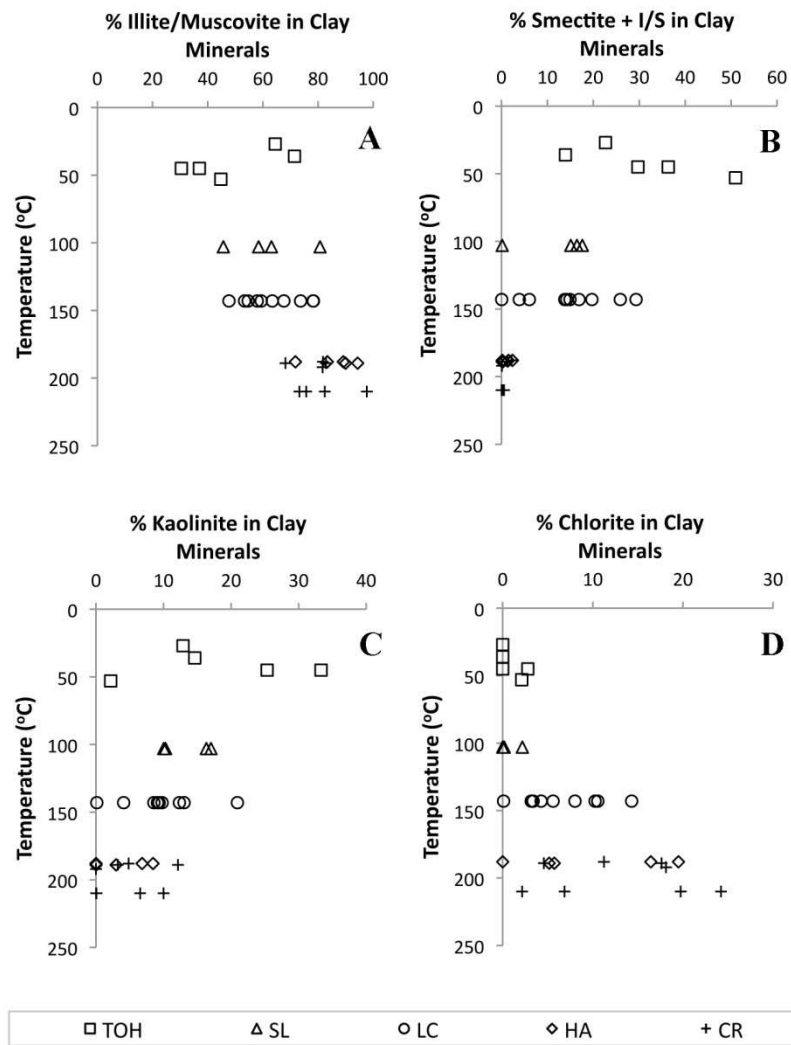 % Illite/Muscovite in Clay
Minerals
0 20 40 60 80 100
0
50
100
150
200
250
Temperature (°C)
A
% Smectite + I/S in Clay
Minerals
0 10 20 30 40 50 60
0
50
100
150
200
250
Temperature (°C)
B
% Kaolinite in Clay
Minerals
0 10 20 30 40
0
50
100
150
200
250
Temperature (°C)
C
% Chlorite in Clay
Minerals
0 10 20 30
0
50
100
150
200
250
Temperature (°C)
D
TOH SL LC HA CR